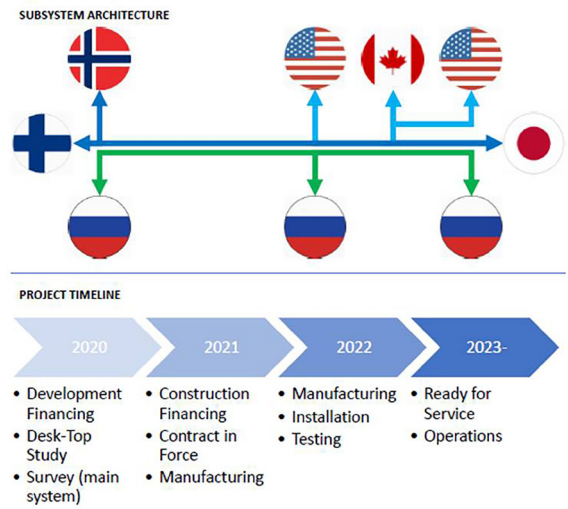 SUBSYSTEM ARCHITECTURE
PROJECT TIMELINE
2020
2021
2022
2023-
• Development
Financing
• Desk-Top
Study
• Survey (main
system)
• Construction
Financing
• Contract in
Force
• Manufacturing
• Manufacturing
• Installation
• Testing
• Ready for
Service
• Operations